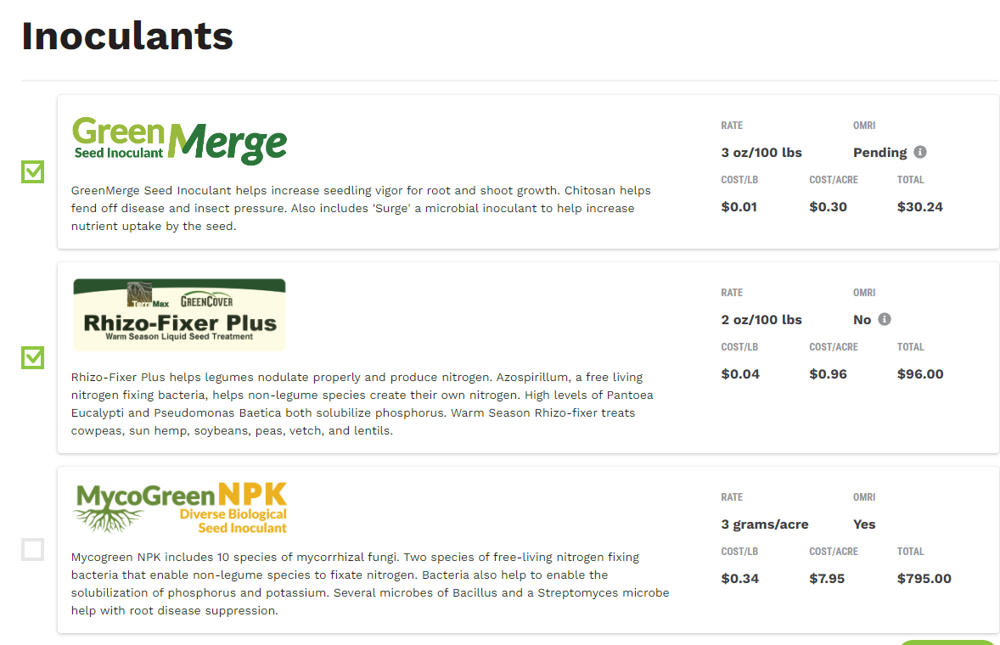 Inoculants
Green Merge
Seed Inoculant
RATE OMRI
3 oz/100 lbs Pending
COST/LB COST/ACRE TOTAL
$0.01 $0.30 $30.24
GreenMerge Seed Inoculant helps increase seedling vigor for root and shoot growth. Chitosan helps
fend off disease and insect pressure. Also includes 'Surge' a microbial inoculant to help increase
nutrient uptake by the seed.
TerraMax GREENCOVER
Rhizo-Fixer Plus
Warm Season Liquid Seed Treatment
RATE OMRI
2 oz/100 lbs No
COST/LB COST/ACRE TOTAL
$0.04 $0.96 $96.00
Rhizo-Fixer Plus helps legumes nodulate properly and produce nitrogen. Azospirillum, a free living
nitrogen fixing bacteria, helps non-legume species create their own nitrogen. High levels of Pantoea
Eucalypti and Pseudomonas Baetica both solubilize phosphorus. Warm Season Rhizo-fixer treats
cowpeas, sun hemp, soybeans, peas, vetch, and lentils.
MycoGreen NPK
Diverse Biological
Seed Inoculant
RATE OMRI
3 grams/acre Yes
COST/LB COST/ACRE TOTAL
$0.34 $7.95 $795.00
Mycogreen NPK includes 10 species of mycorrhizal fungi. Two species of free-living nitrogen fixing
bacteria that enable non-legume species to fixate nitrogen. Bacteria also help to enable the
solubilization of phosphorus and potassium. Several microbes of Bacillus and a Streptomyces microbe
help with root disease suppression.